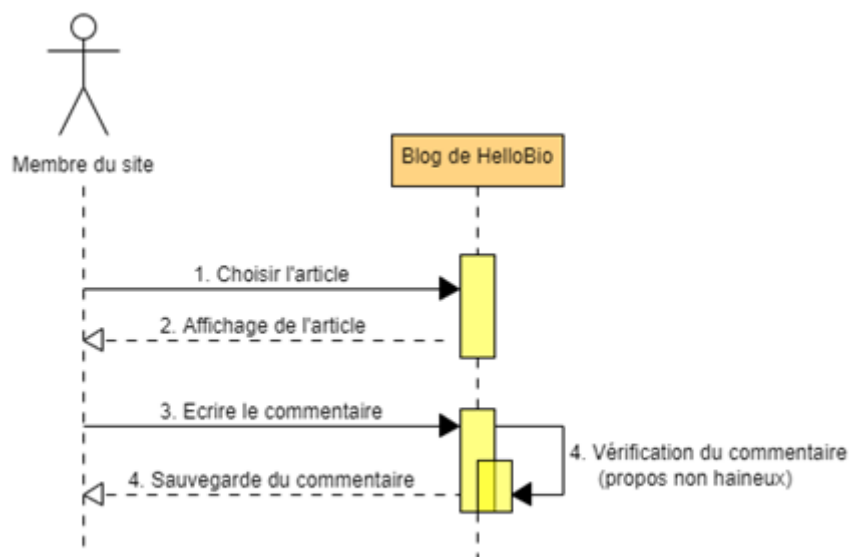 Membre du site
Blog de HelloBio
1. Choisir l'article
2. Affichage de l'article
3. Ecrire le commentaire
4. Vérification du commentaire
(propos non haineux)
4. Sauvegarde du commentaire